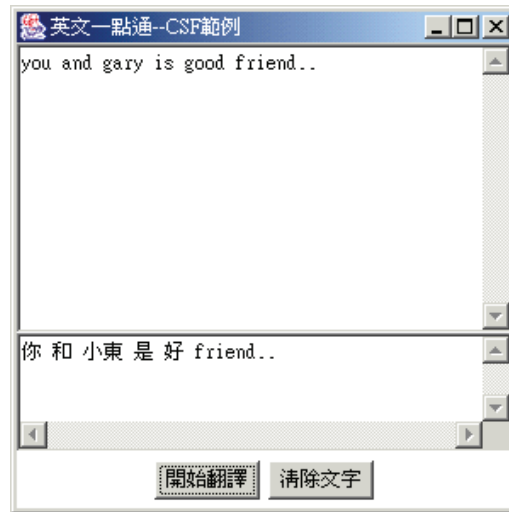 英文一點通--CSF範例
you and gary is good friend..
你 和 小東 是 好 friend..
開始翻譯 清除文字